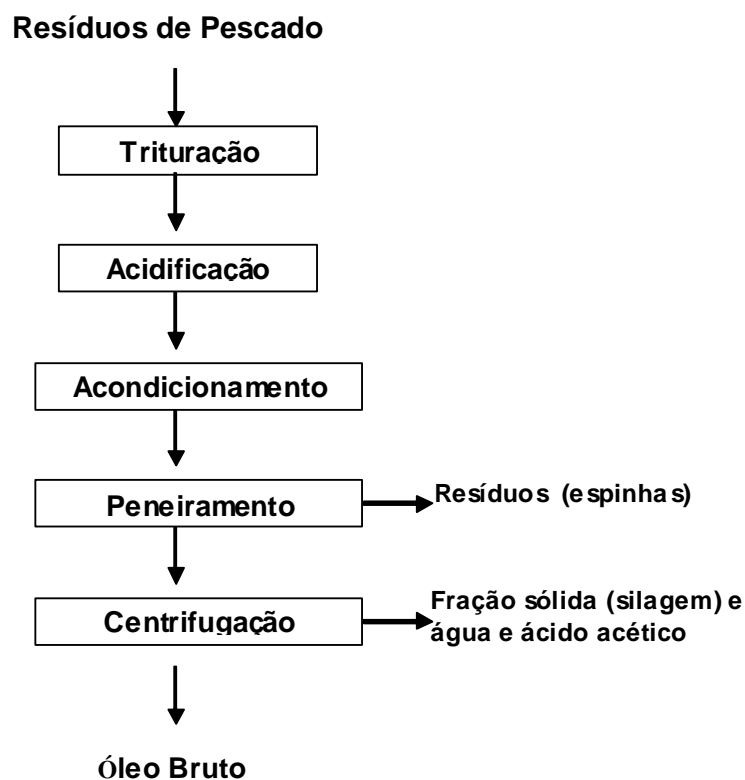 Resíduos de Pescado
Trituração
Acidificação
Acondicionamento
Peneiramento
Resíduos (espinhas)
Centrifugação
Fração sólida (silagem) e
água e ácido acético
Óleo Bruto